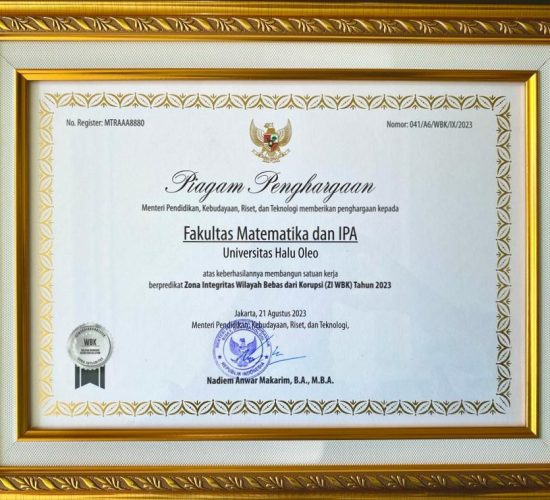 No. Register: MTRAAA8880
Nomor: 041/A6/WBK/IX/2023
Piagam Penghargaan
Menteri Pendidikan, Kebudayaan, Riset, dan Teknologi memberikan penghargaan kepada
Fakultas Matematika dan IPA
Universitas Halu Oleo
atas keberhasilannya membangun satuan kerja
berpredikat Zona Integritas Wilayah Bebas dari Korupsi (ZI WBK) Tahun 2023
Jakarta, 21 Agustus 2023
Menteri Pendidikan, Kebudayaan, Riset, dan Teknologi,
WBK
REPUBLIK INDONESIA
Nadiem Anwar Makarim, B.A., M.B.A.